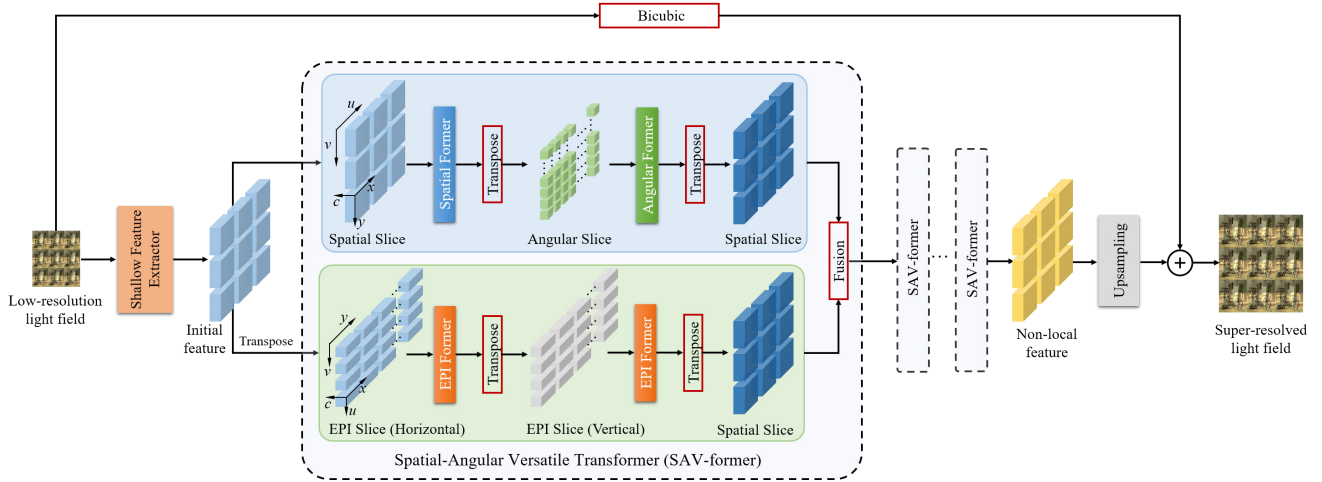 Bicubic
Low-resolution
light field
Shallow Feature
Extractor
Initial
feature
Transpose
u
v
c
x
y
Spatial Slice
Spatial Former
Transpose
Angular Slice
Angular Former
Transpose
Spatial Slice
y
v
c
x
u
EPI Slice (Horizontal)
EPI Former
Transpose
EPI Slice (Vertical)
EPI Former
Transpose
Spatial Slice
Spatial-Angular Versatile Transformer (SAV-former)
Fusion
SAV-former
...
SAV-former
Non-local
feature
Upsampling
+
Super-resolved
light field